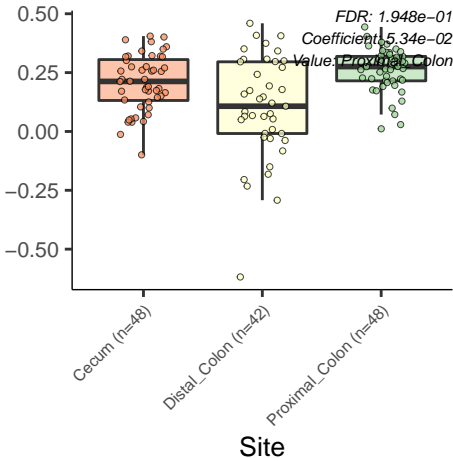 FDR: 1.948e−01
Coefficient: 5.34e−02
Value: Proximal_Colon
0.50
0.25
0.00
−0.25
−0.50
Cecum (n=48)
Distal_Colon (n=42)
Proximal_Colon (n=48)
Site